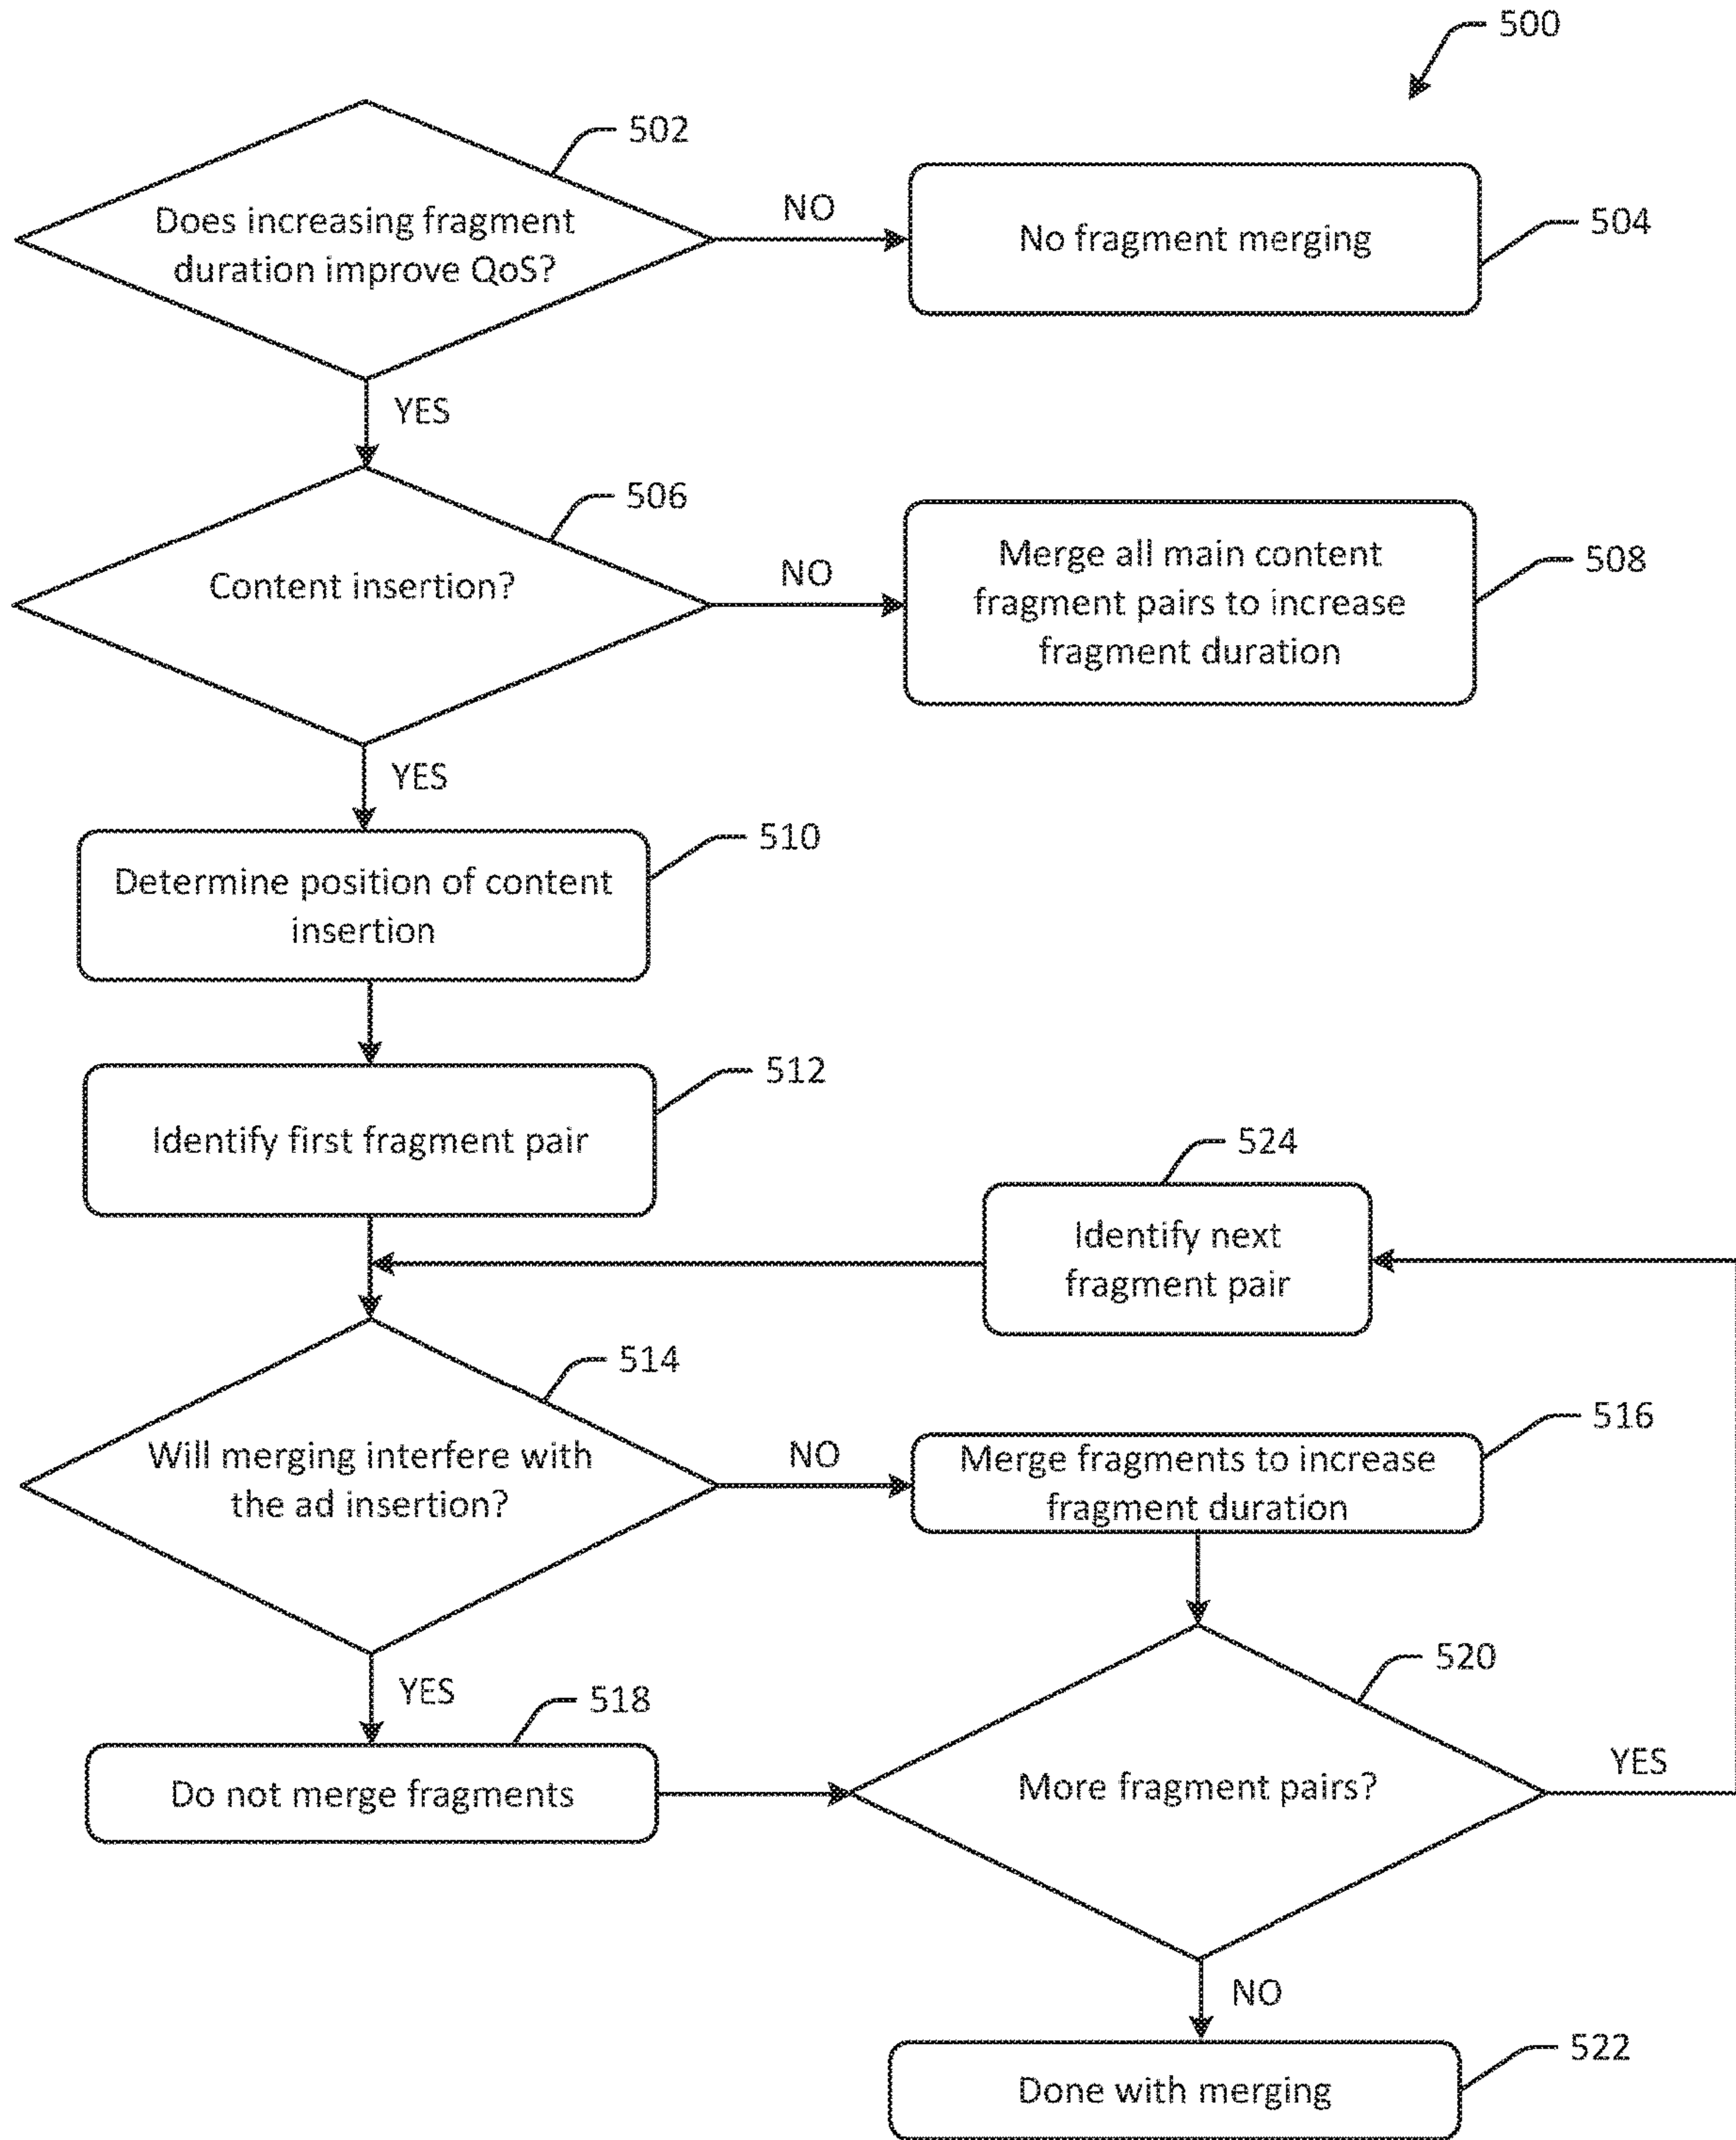 500
502
Does increasing fragment
duration improve QoS?
NO
No fragment merging
504
YES
506
Content insertion?
NO
Merge all main content
fragment pairs to increase
fragment duration
508
YES
510
Determine position of content
insertion
512
Identify first fragment pair
524
Identify next
fragment pair
514
Will merging interfere with
the ad insertion?
NO
516
Merge fragments to increase
fragment duration
YES
518
Do not merge fragments
520
More fragment pairs?
YES
NO
522
Done with merging